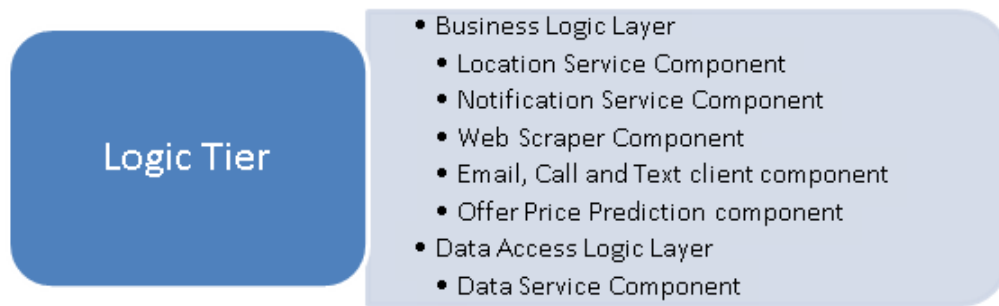 Logic Tier
• Business Logic Layer
• Location Service Component
• Notification Service Component
• Web Scraper Component
• Email, Call and Text client component
• Offer Price Prediction component
• Data Access Logic Layer
• Data Service Component